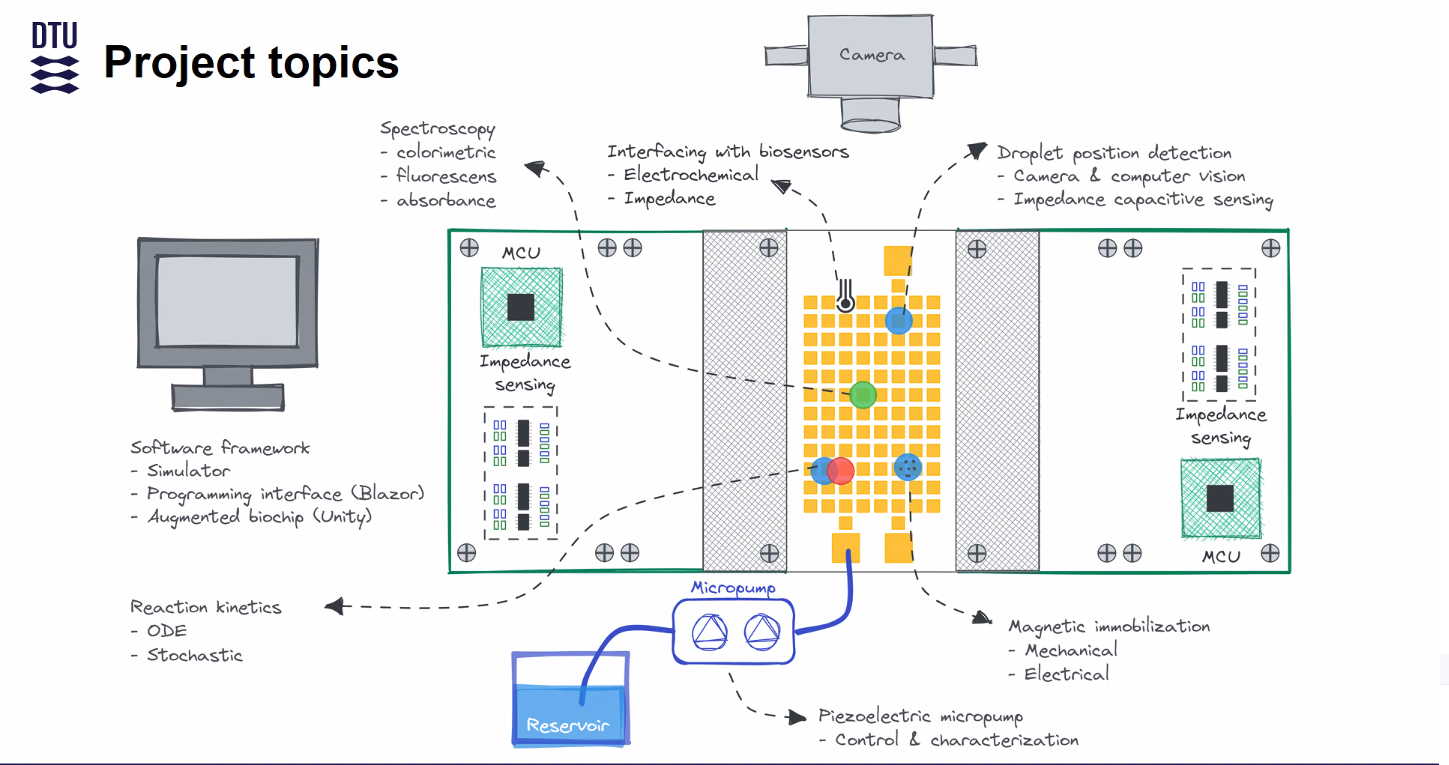 DTU
Project topics
Camera
Spectroscopy
- colorimetric
- fluorescens
- absorbance
Interfacing with biosensors
- Electrochemical
- Impedance
Droplet position detection
- Camera & computer vision
- Impedance capacitive sensing
MCU
Impedance
sensing
Impedance
sensing
MCU
Software framework
- Simulator
- Programming interface (Blazor)
- Augmented biochip (Unity)
Reaction kinetics
- ODE
- Stochastic
Micropump
Reservoir
Magnetic immobilization
- Mechanical
- Electrical
Piezoelectric micropump
- Control & characterization